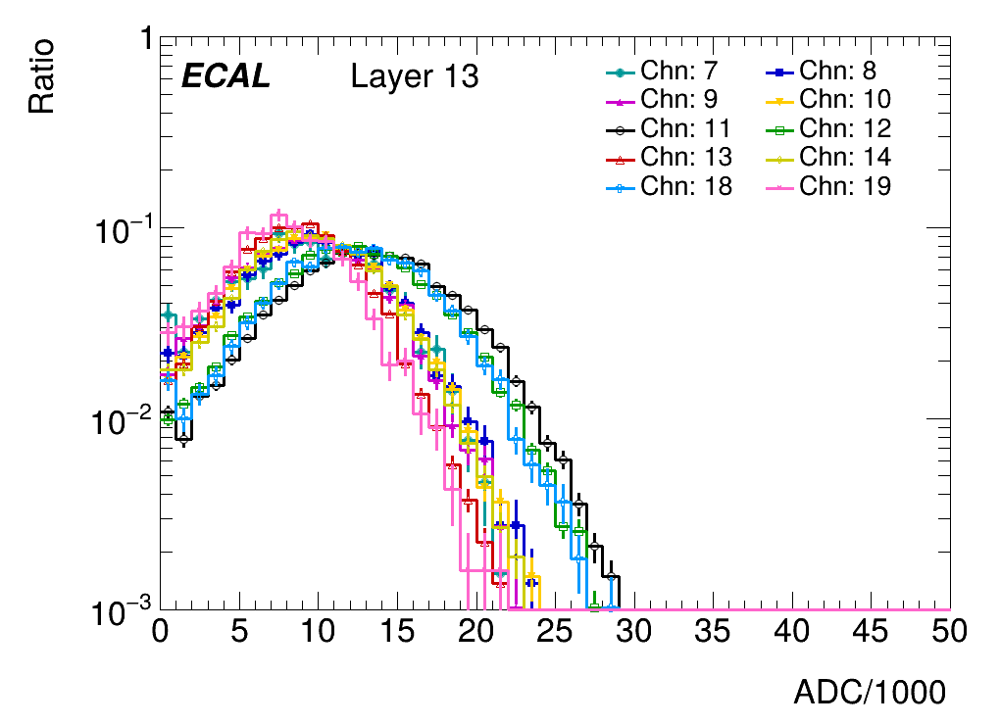 Ratio
1
10−1
10−2
10−3
ECAL Layer 13
Chn: 7 Chn: 8
Chn: 9 Chn: 10
Chn: 11 Chn: 12
Chn: 13 Chn: 14
Chn: 18 Chn: 19
0 5 10 15 20 25 30 35 40 45 50
ADC/1000